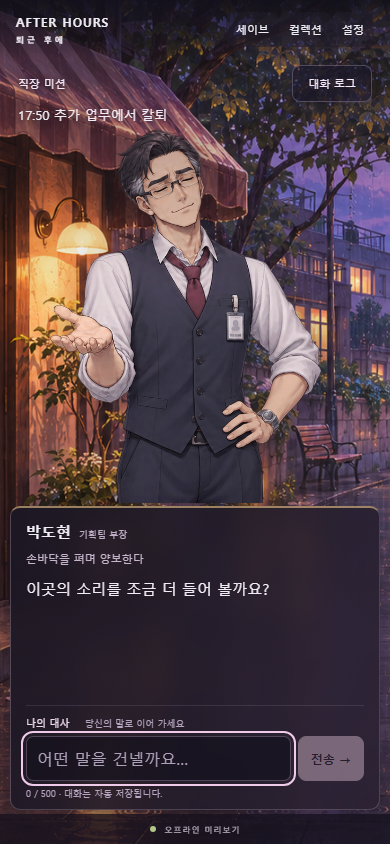 AFTER HOURS
퇴근 후에
세이브 컬렉션 설정
직장 미션
대화 로그
17:50 추가 업무에서 칼퇴
박도현 기획팀 부장
손바닥을 펴며 양보한다
이곳의 소리를 조금 더 들어 볼까요?
나의 대사 당신의 말로 이어 가세요
어떤 말을 건넬까요...
전송 →
0 / 500 · 대화는 자동 저장됩니다.
오프라인 미리보기